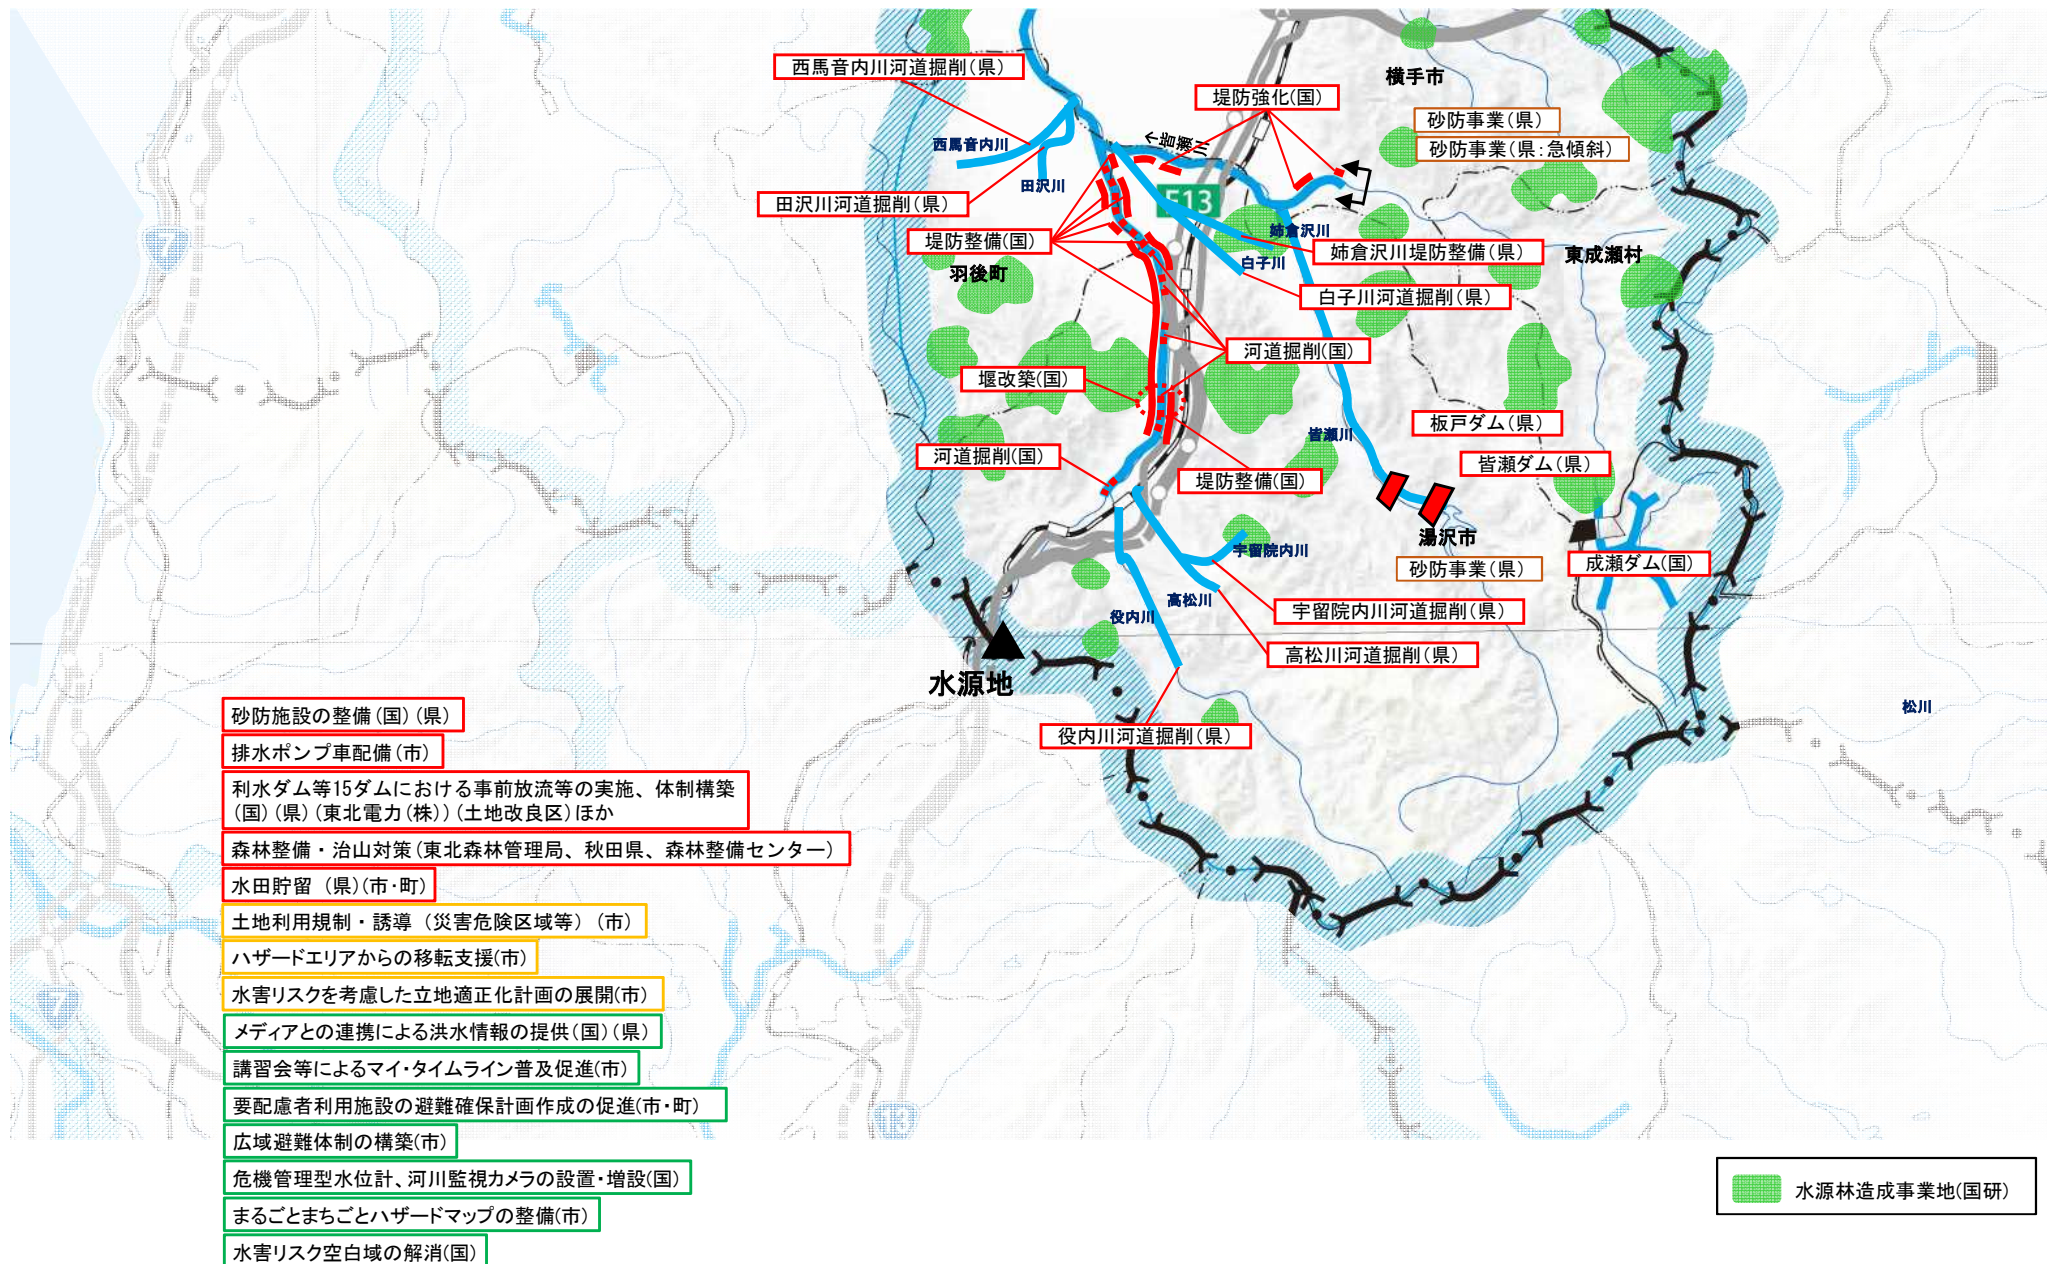 西馬音内川河道掘削(県)
堤防強化(国)
横手市
砂防事業(県)
砂防事業(県:急傾斜)
↑皆瀬川
西馬音内川
田沢川
田沢川河道掘削(県)
E13
姉倉沢川
堤防整備(国)
姉倉沢川堤防整備(県)
東成瀬村
羽後町
白子川
白子川河道掘削(県)
河道掘削(国)
堰改築(国)
板戸ダム(県)
皆瀬川
河道掘削(国)
皆瀬ダム(県)
堤防整備(国)
湯沢市
宇留院内川
砂防事業(県)
成瀬ダム(国)
高松川
宇留院内川河道掘削(県)
役内川
高松川河道掘削(県)
水源地
役内川河道掘削(県)
松川
砂防施設の整備(国)(県)
排水ポンプ車配備(市)
利水ダム等15ダムにおける事前放流等の実施、体制構築
(国)(県)(東北電力(株))(土地改良区)ほか
森林整備・治山対策(東北森林管理局、秋田県、森林整備センター)
水田貯留 (県)(市・町)
土地利用規制・誘導(災害危険区域等)(市)
ハザードエリアからの移転支援(市)
水害リスクを考慮した立地適正化計画の展開(市)
メディアとの連携による洪水情報の提供(国)(県)
講習会等によるマイ・タイムライン普及促進(市)
要配慮者利用施設の避難確保計画作成の促進(市・町)
広域避難体制の構築(市)
危機管理型水位計、河川監視カメラの設置・増設(国)
まるごとまちごとハザードマップの整備(市)
水害リスク空白域の解消(国)
水源林造成事業地(国研)